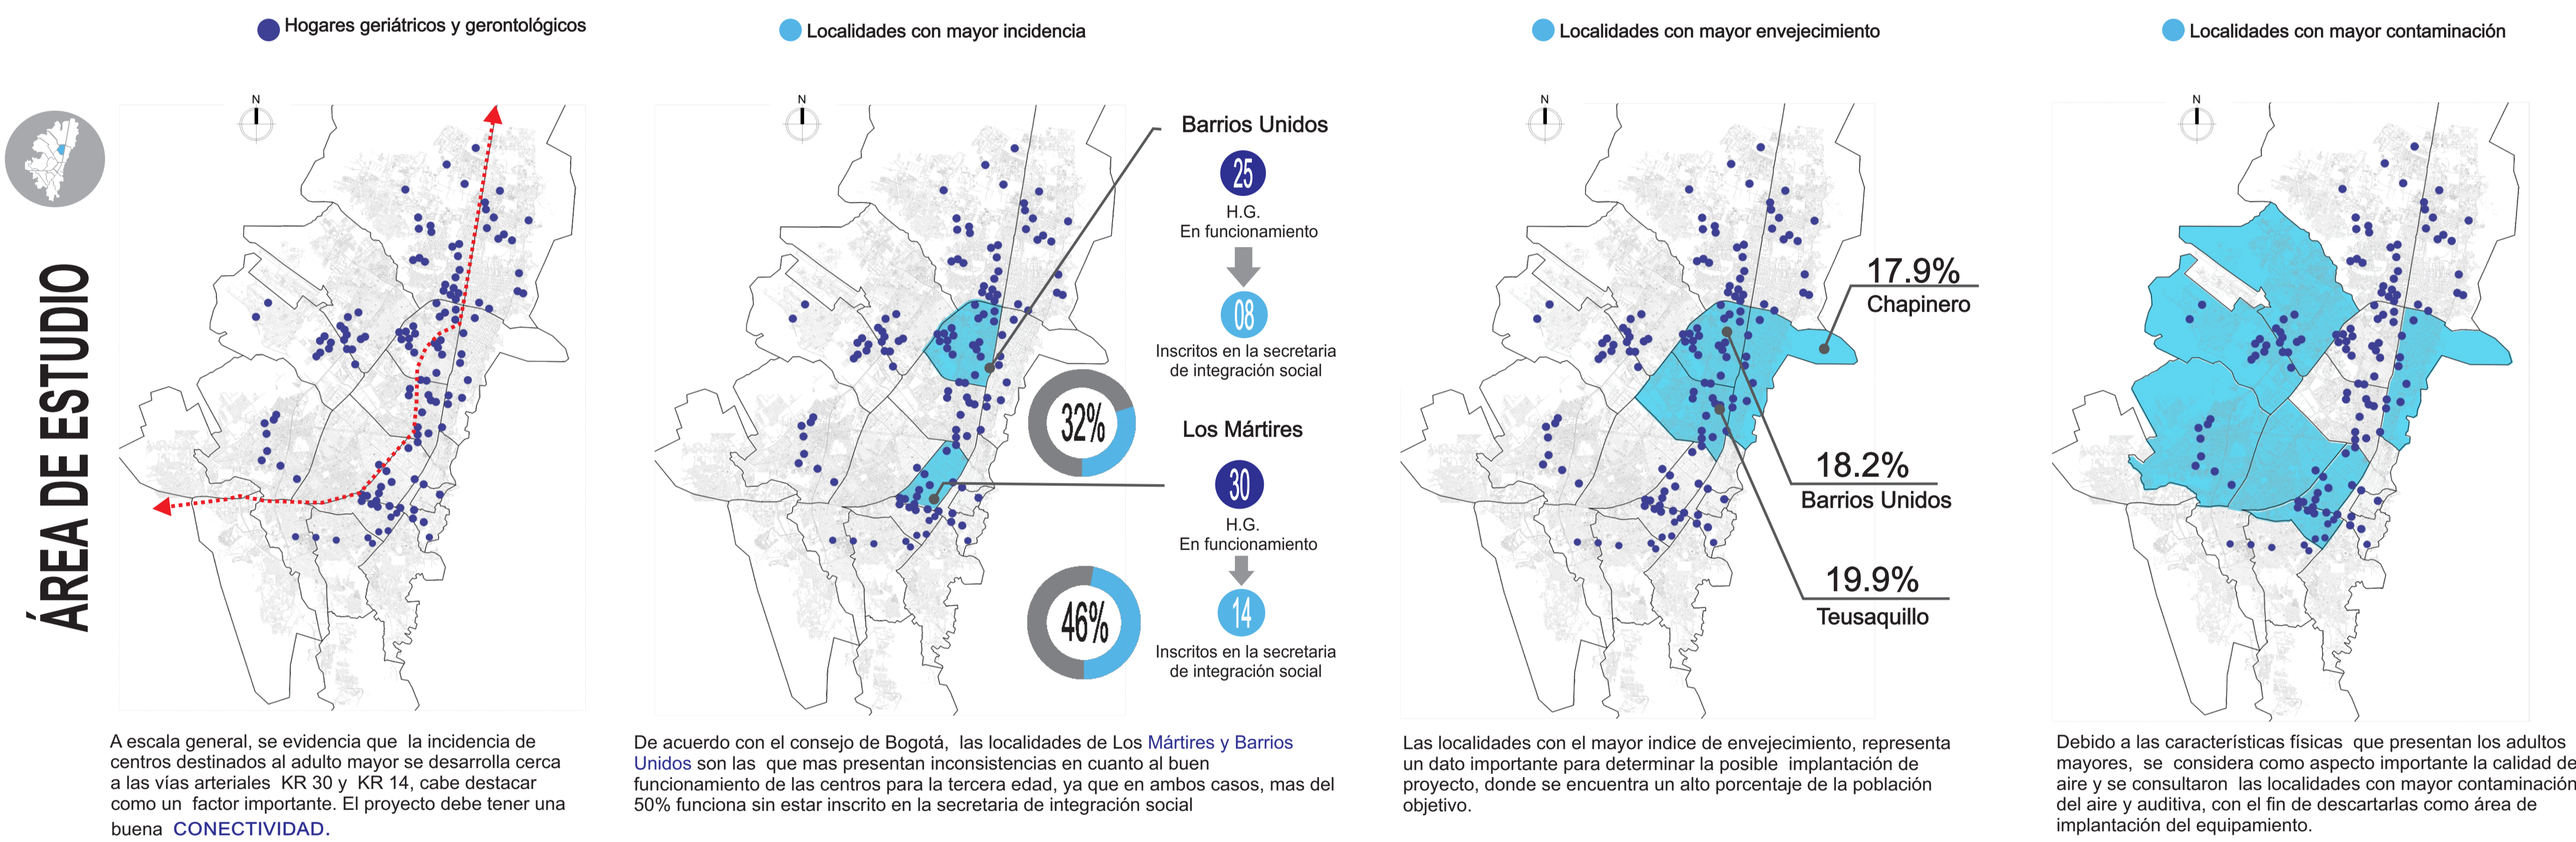 Hogares geriátricos y gerontológicos
Localidades con mayor incidencia
Localidades con mayor envejecimiento
Localidades con mayor contaminación
ÁREA DE ESTUDIO
N
A escala general, se evidencia que la incidencia de
centros destinados al adulto mayor se desarrolla cerca
a las vías arteriales KR 30 y KR 14, cabe destacar
como un factor importante. El proyecto debe tener una
buena CONECTIVIDAD.
N
Barrios Unidos
25
H.G.
En funcionamiento
08
Inscritos en la secretaria
de integración social
32%
Los Mártires
30
H.G.
En funcionamiento
46%
14
Inscritos en la secretaria
de integración social
De acuerdo con el consejo de Bogotá, las localidades de Los Mártires y Barrios
Unidos son las que mas presentan inconsistencias en cuanto al buen
funcionamiento de las centros para la tercera edad, ya que en ambos casos, mas del
50% funciona sin estar inscrito en la secretaria de integración social
N
17.9%
Chapinero
18.2%
Barrios Unidos
19.9%
Teusaquillo
Las localidades con el mayor indice de envejecimiento, representa
un dato importante para determinar la posible implantación de
proyecto, donde se encuentra un alto porcentaje de la población
objetivo.
N
Debido a las características físicas que presentan los adultos
mayores, se considera como aspecto importante la calidad de
aire y se consultaron las localidades con mayor contaminación
del aire y auditiva, con el fin de descartarlas como área de
implantación del equipamiento.